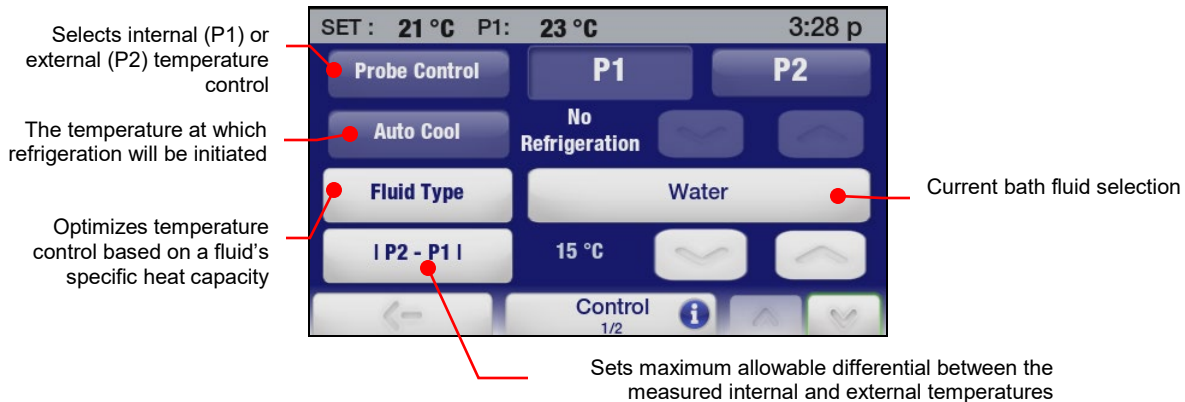 SET : 21 °C P1: 23 °C 3:28 p
Selects internal (P1) or
external (P2) temperature
control
Probe Control P1 P2
The temperature at which
refrigeration will be initiated
Auto Cool
No
Refrigeration
Fluid Type Water
Current bath fluid selection
Optimizes temperature
control based on a fluid's
specific heat capacity
| P2 - P1 | 15 °C
Control
1/2
i
Sets maximum allowable differential between the
measured internal and external temperatures